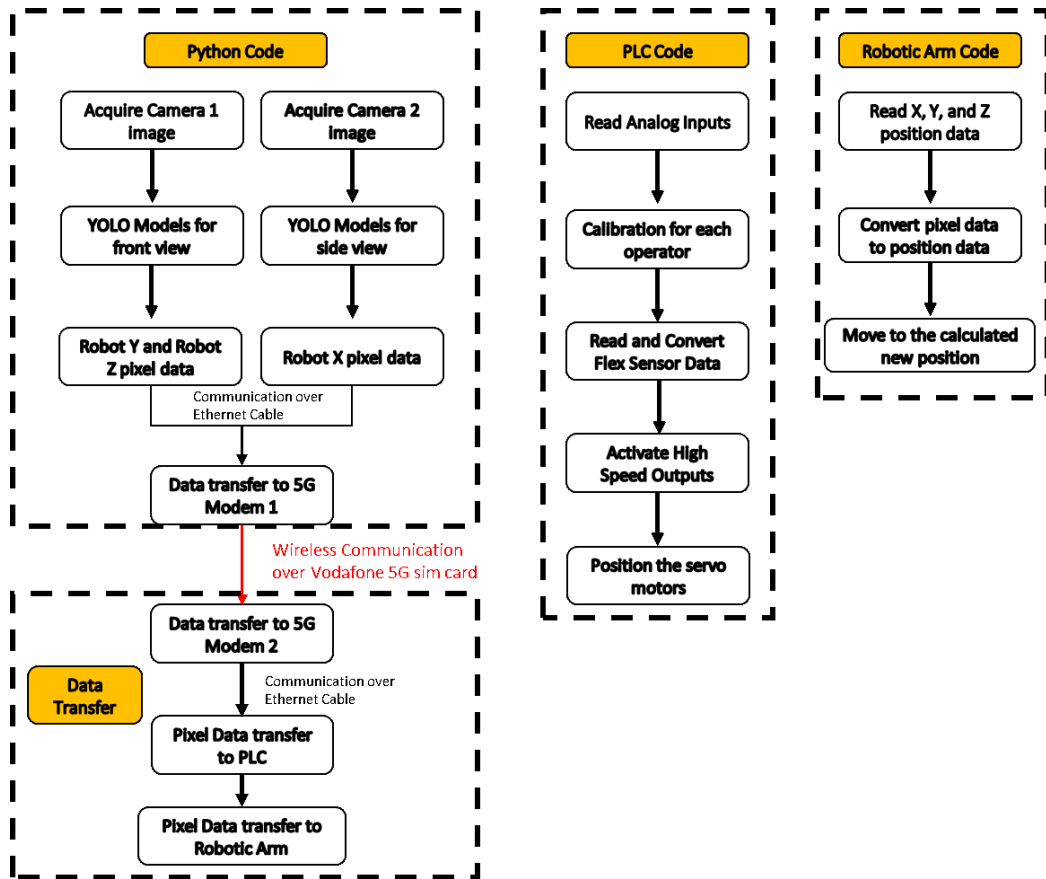 Python Code
Acquire Camera 1
image
Acquire Camera 2
image
YOLO Models for
front view
YOLO Models for
side view
Robot Y and Robot
Z pixel data
Robot X pixel data
Communication over
Ethernet Cable
Data transfer to 5G
Modem 1
Wireless Communication
over Vodafone 5G sim card
Data transfer to 5G
Modem 2
Data
Transfer
Communication over
Ethernet Cable
Pixel Data transfer
to PLC
Pixel Data transfer to
Robotic Arm
PLC Code
Read Analog Inputs
Calibration for each
operator
Read and Convert
Flex Sensor Data
Activate High
Speed Outputs
Position the servo
motors
Robotic Arm Code
Read X, Y, and Z
position data
Convert pixel data
to position data
Move to the calculated
new position